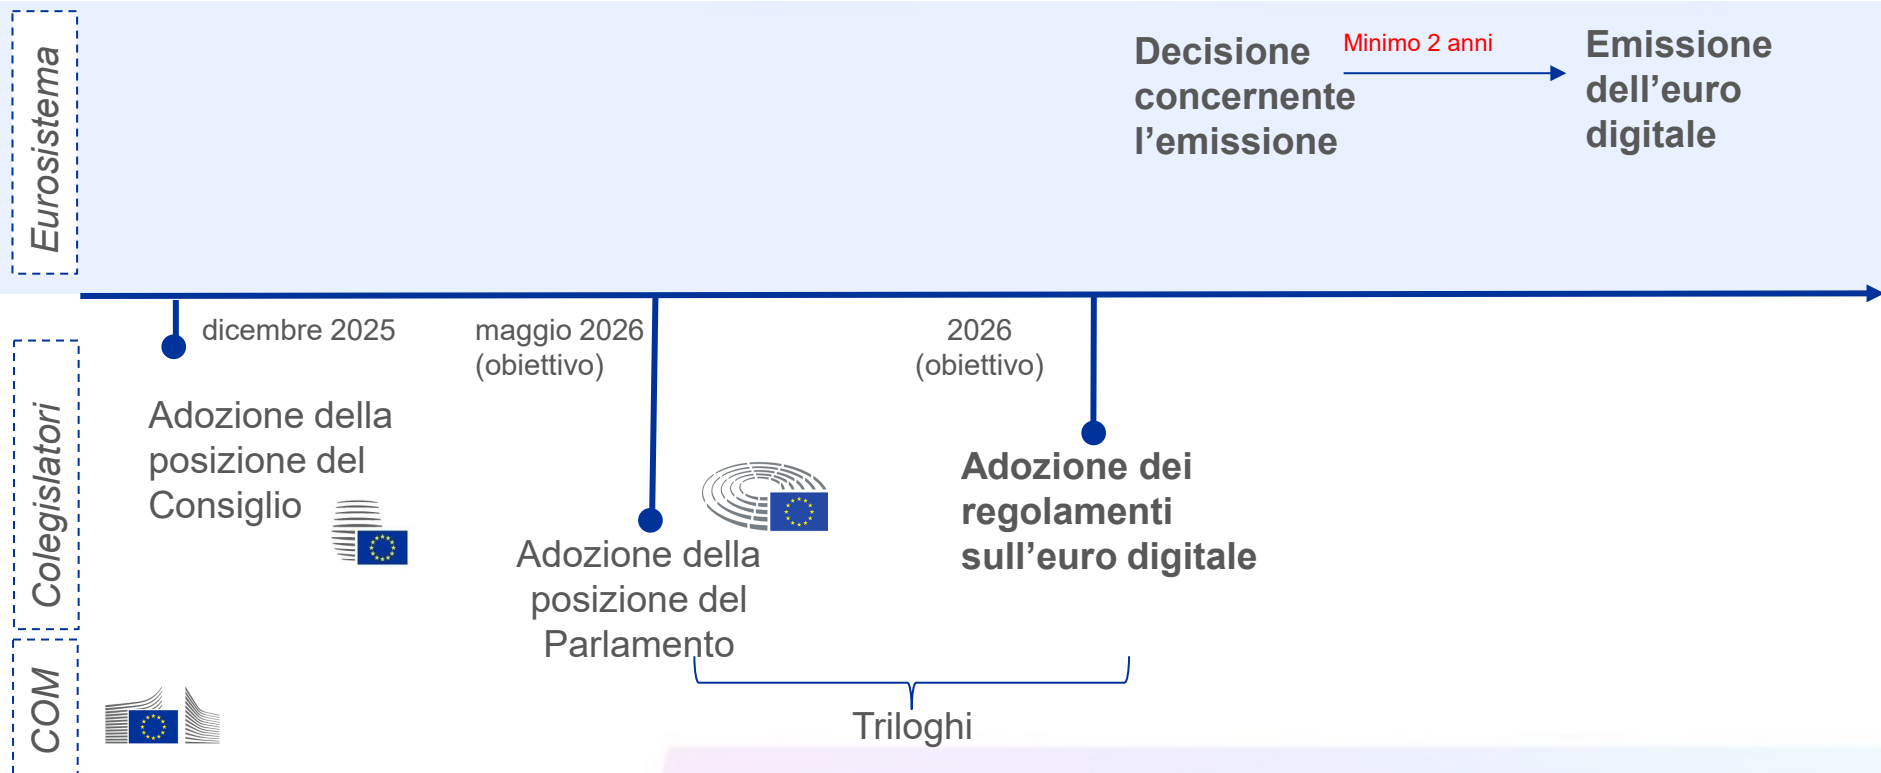 Eurosistema
Decisione
concernente
l’emissione
Minimo 2 anni
Emissione
dell’euro
digitale
Colegislatori
dicembre 2025
Adozione della
posizione del
Consiglio
maggio 2026
(obiettivo)
Adozione della
posizione del
Parlamento
2026
(obiettivo)
Adozione dei
regolamenti
sull’euro digitale
COM
Triloghi